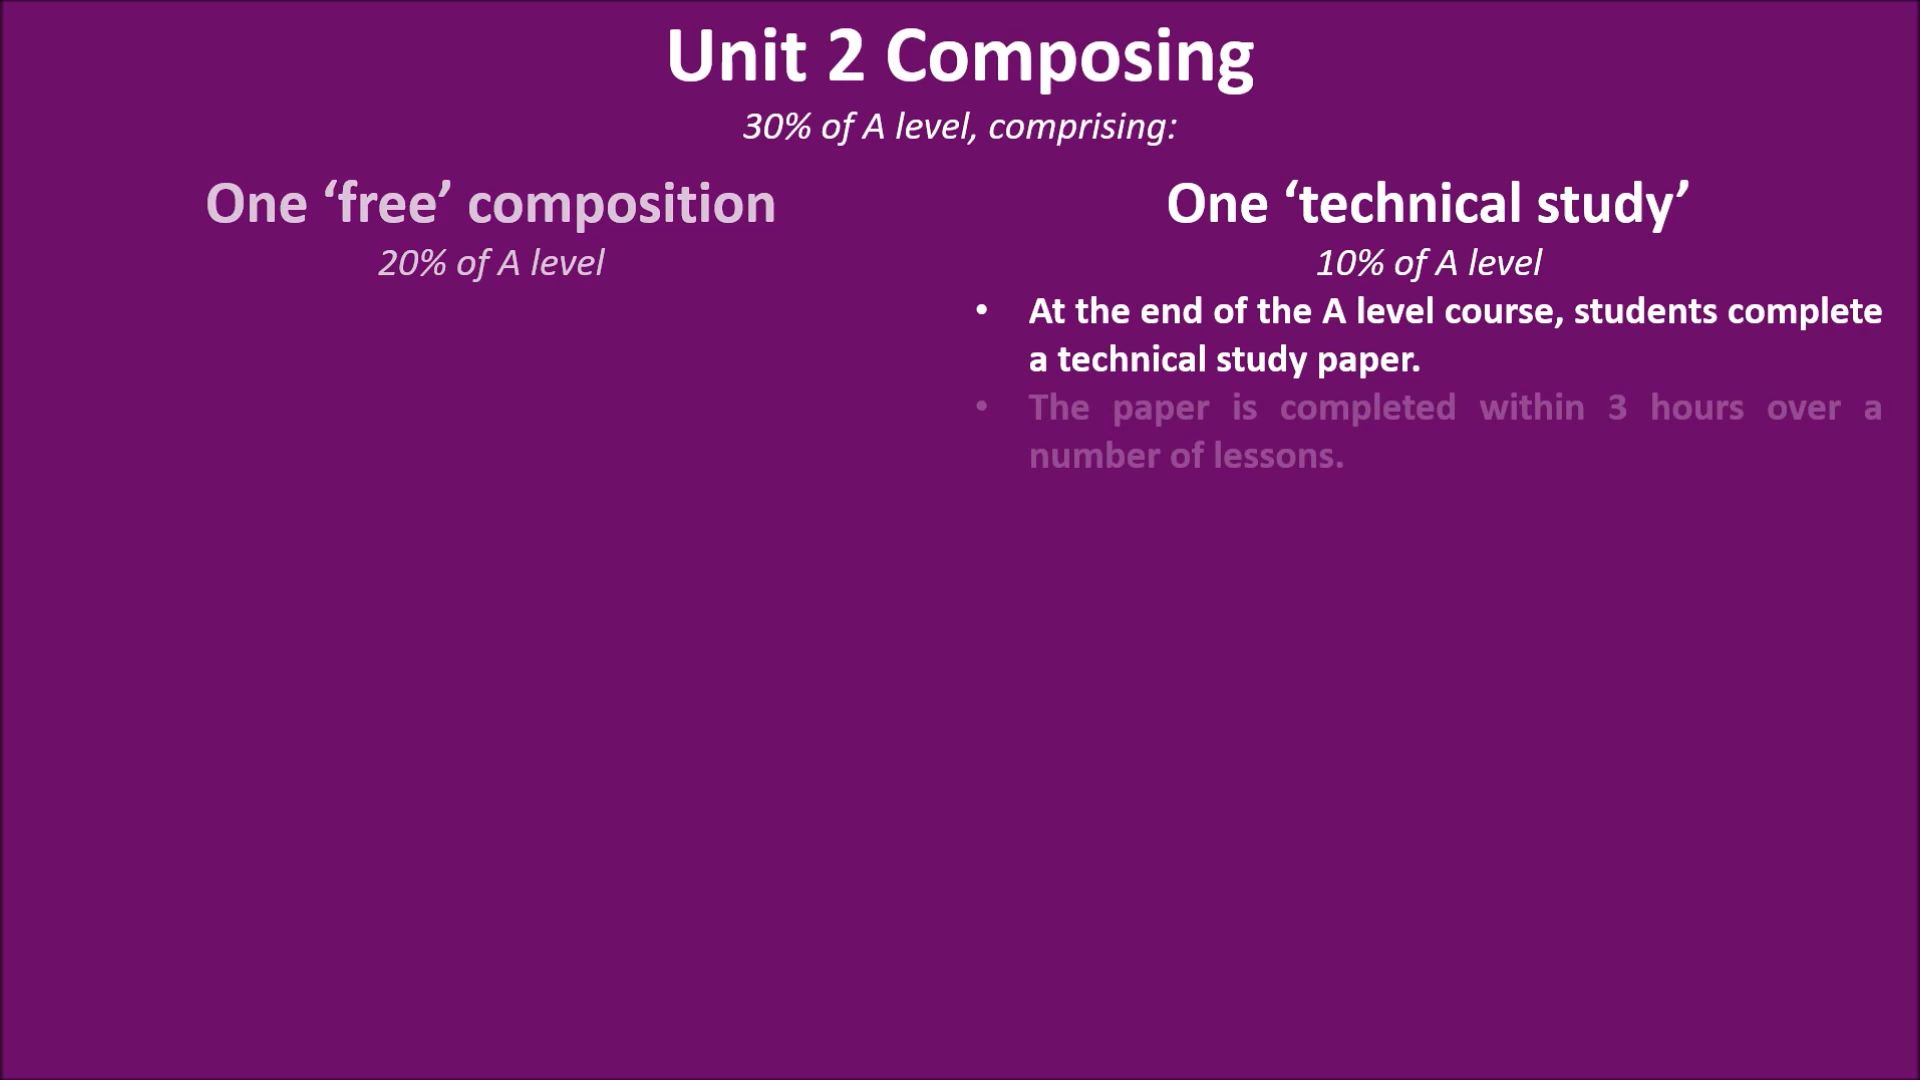 Unit 2 Composing
30% of A level, comprising:
One ‘free’ composition
20% of A level
One ‘technical study’
10% of A level
• At the end of the A level course, students complete
a technical study paper.
• The paper is completed within 3 hours over a
number of lessons.